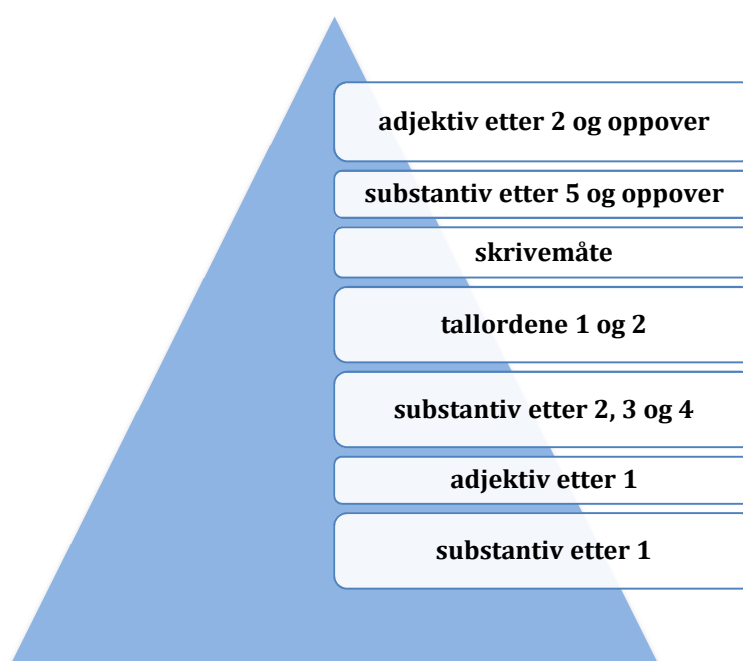 adjektiv etter 2 og oppover
substantiv etter 5 og oppover
skrivemåte
tallordene 1 og 2
substantiv etter 2, 3 og 4
adjektiv etter 1
substantiv etter 1